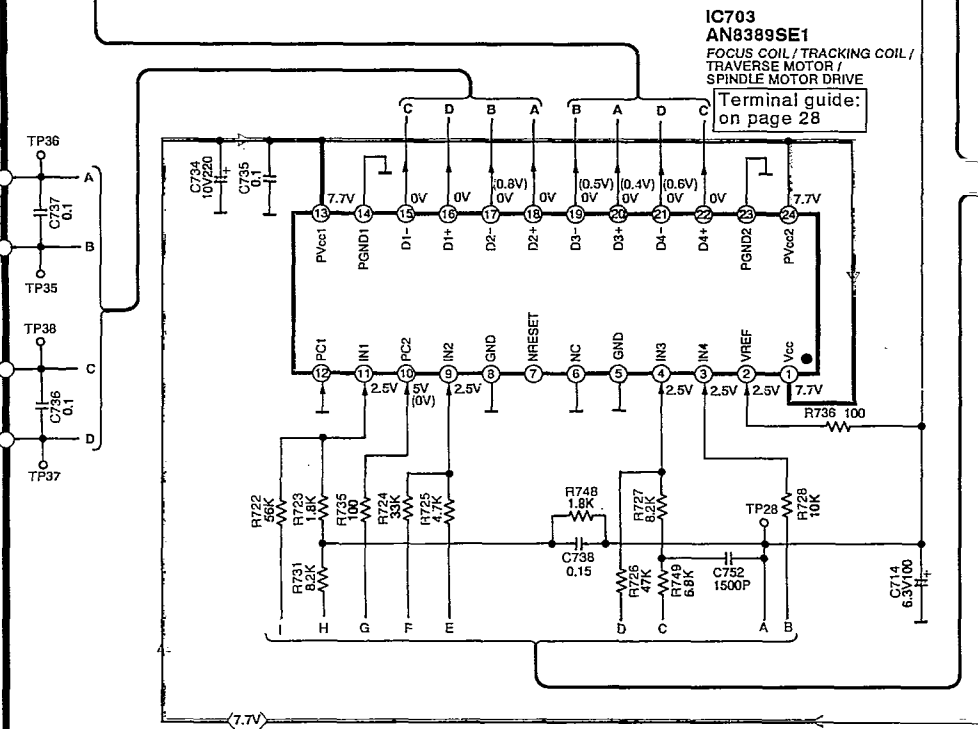 IC703
AN8389SE1
FOCUS COIL / TRACKING COIL /
TRAVERSE MOTOR /
SPINDLE MOTOR DRIVE
Terminal guide:
on page 28
C D B A B A D C
TP36
A
C737
0.1
B
TP35
TP38
C
C736
0.1
D
TP37
C734
10V220
+
C735
0.1
(0.8V) (0.5V) (0.4V) (0.6V)
7.7V 0V 0V 0V 0V 0V 0V 0V 0V 7.7V
13 14 15 16 17 18 19 20 21 22 23 24
PVcc1 PGND1 D1- D1+ D2- D2+ D3- D3+ D4- D4+ PGND2 PVcc2
PC1 IN1 PC2 IN2 GND NRESET NC GND IN3 IN4 VREF Vcc
12 11 10 9 8 7 6 5 4 3 2 1
2.5V 5V 2.5V 2.5V 2.5V 2.5V 7.7V
(0V)
R736 100
R722
56K
R723
1.8K
R735
100
R724
33K
R725
4.7K
R748
1.8K
R727
8.2K
TP28
R728
10K
R731
8.2K
C738
0.15
R726
47K
R749
6.8K
C752
1500P
C714
6.3V100
+
I H G F E D C A B
7.7V